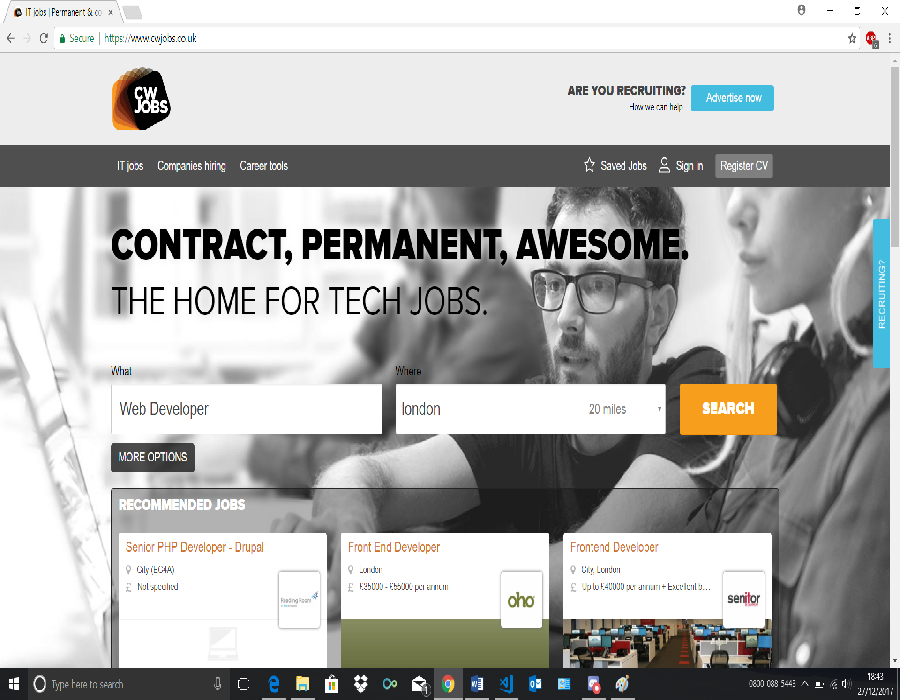 IT jobs | Permanent & co
Secure
https://www.cwjobs.co.uk
CW
JOBS
ARE YOU RECRUITING?
How we can help
Advertise now
IT jobs
Companies hiring
Career tools
Saved Jobs
Sign in
Register CV
CONTRACT, PERMANENT, AWESOME.
THE HOME FOR TECH JOBS.
RECRUITING?
What
Where
Web Developer
london
20 miles
SEARCH
MORE OPTIONS
RECOMMENDED JOBS
Senior PHP Developer - Drupal
City (EC4A)
£ Not specified
Reading Room
Front End Developer
London
£ £35000 - £55000 per annum
oho
Frontend Developer
City, London
£ Up to £40000 per annum + Excellent b...
senitor
Type here to search
0800 088 5445
18:43
27/12/2017